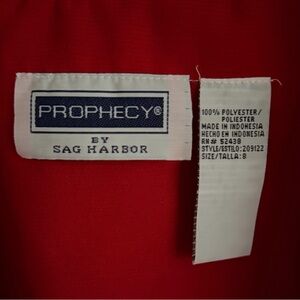 PROPHECY®
BY
SAG HARBOR
100% POLYESTER/
POLIESTER
MADE IN INDONESIA
HECHO EN INDONESIA
RN# 52438
STYLE/ESTILO: 209122
SIZE/TALLA: 8